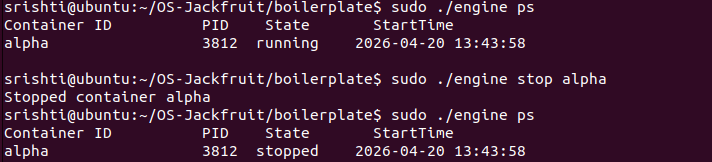 srishti@ubuntu:~/OS-Jackfruit/boilerplate$ sudo ./engine ps
Container ID          PID    State        StartTime
alpha                 3812  running    2026-04-20 13:43:58

srishti@ubuntu:~/OS-Jackfruit/boilerplate$ sudo ./engine stop alpha
Stopped container alpha
srishti@ubuntu:~/OS-Jackfruit/boilerplate$ sudo ./engine ps
Container ID          PID    State        StartTime
alpha                 3812  stopped    2026-04-20 13:43:58